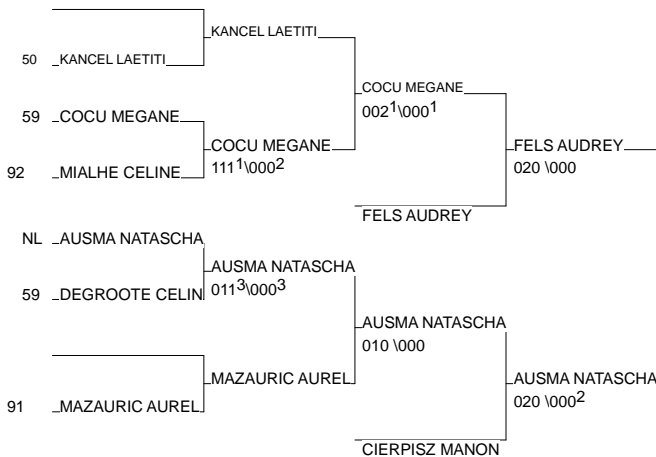 KANCEL LAETITI
50 KANCEL LAETITI
COCU MEGANE
002¹\000¹
59 COCU MEGANE
COCU MEGANE
111¹\000²
FELS AUDREY
020 \000
92 MIALHE CELINE
FELS AUDREY
NL AUSMA NATASCHA
AUSMA NATASCHA
011³\000³
59 DEGROOTE CELIN
AUSMA NATASCHA
010 \000
MAZAURIC AUREL
AUSMA NATASCHA
020 \000²
91 MAZAURIC AUREL
CIERPISZ MANON